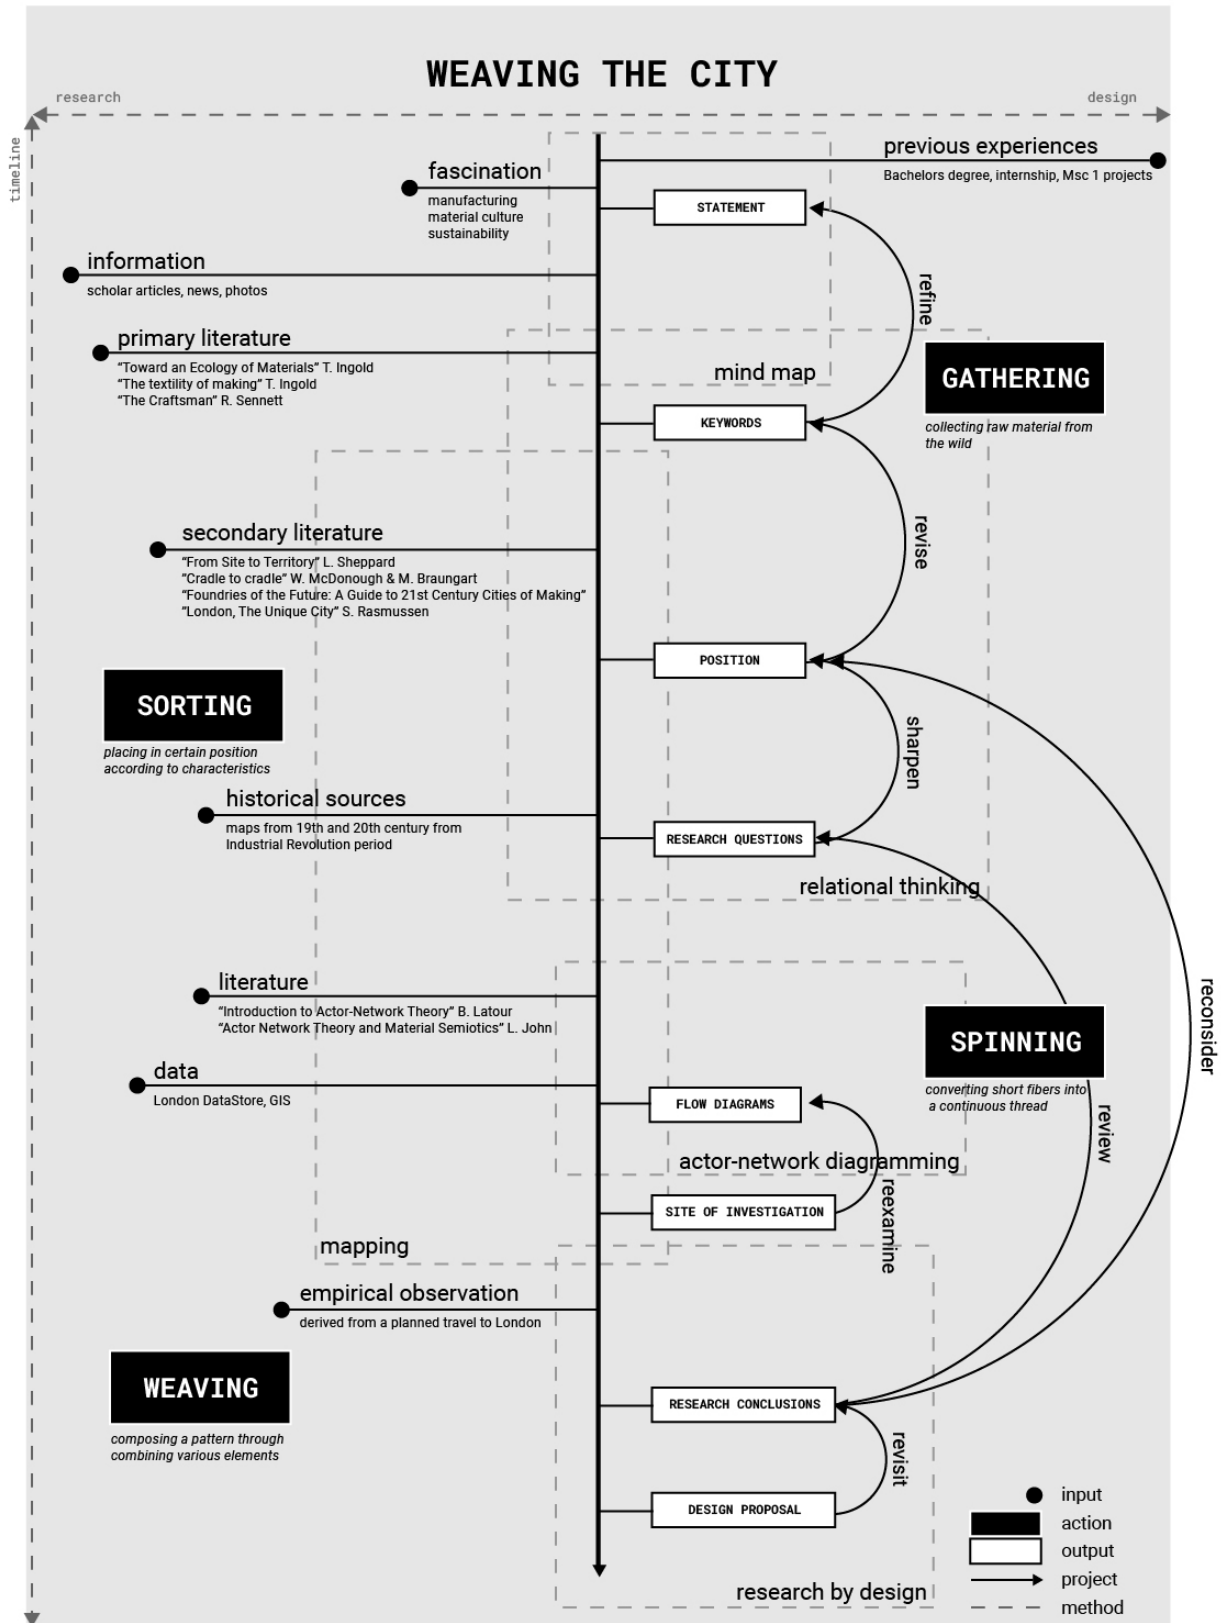 WEAVING THE CITY
research
design
timeline
previous experiences
Bachelors degree, internship, Msc 1 projects
fascination
manufacturing
material culture
sustainability
STATEMENT
information
scholar articles, news, photos
refine
primary literature
“Toward an Ecology of Materials” T. Ingold
“The textility of making” T. Ingold
“The Craftsman” R. Sennett
mind map
GATHERING
collecting raw material from
the wild
KEYWORDS
revise
secondary literature
“From Site to Territory” L. Sheppard
“Cradle to cradle” W. McDonough & M. Braungart
“Foundries of the Future: A Guide to 21st Century Cities of Making”
“London, The Unique City” S. Rasmussen
POSITION
SORTING
placing in certain position
according to characteristics
sharpen
historical sources
maps from 19th and 20th century from
Industrial Revolution period
RESEARCH QUESTIONS
relational thinking
literature
“Introduction to Actor-Network Theory” B. Latour
“Actor Network Theory and Material Semiotics” L. John
reconsider
SPINNING
converting short fibers into
a continuous thread
data
London DataStore, GIS
FLOW DIAGRAMS
review
actor-network diagramming
SITE OF INVESTIGATION
reexamine
mapping
empirical observation
derived from a planned travel to London
WEAVING
composing a pattern through
combining various elements
RESEARCH CONCLUSIONS
revisit
DESIGN PROPOSAL
research by design
input
action
output
project
method